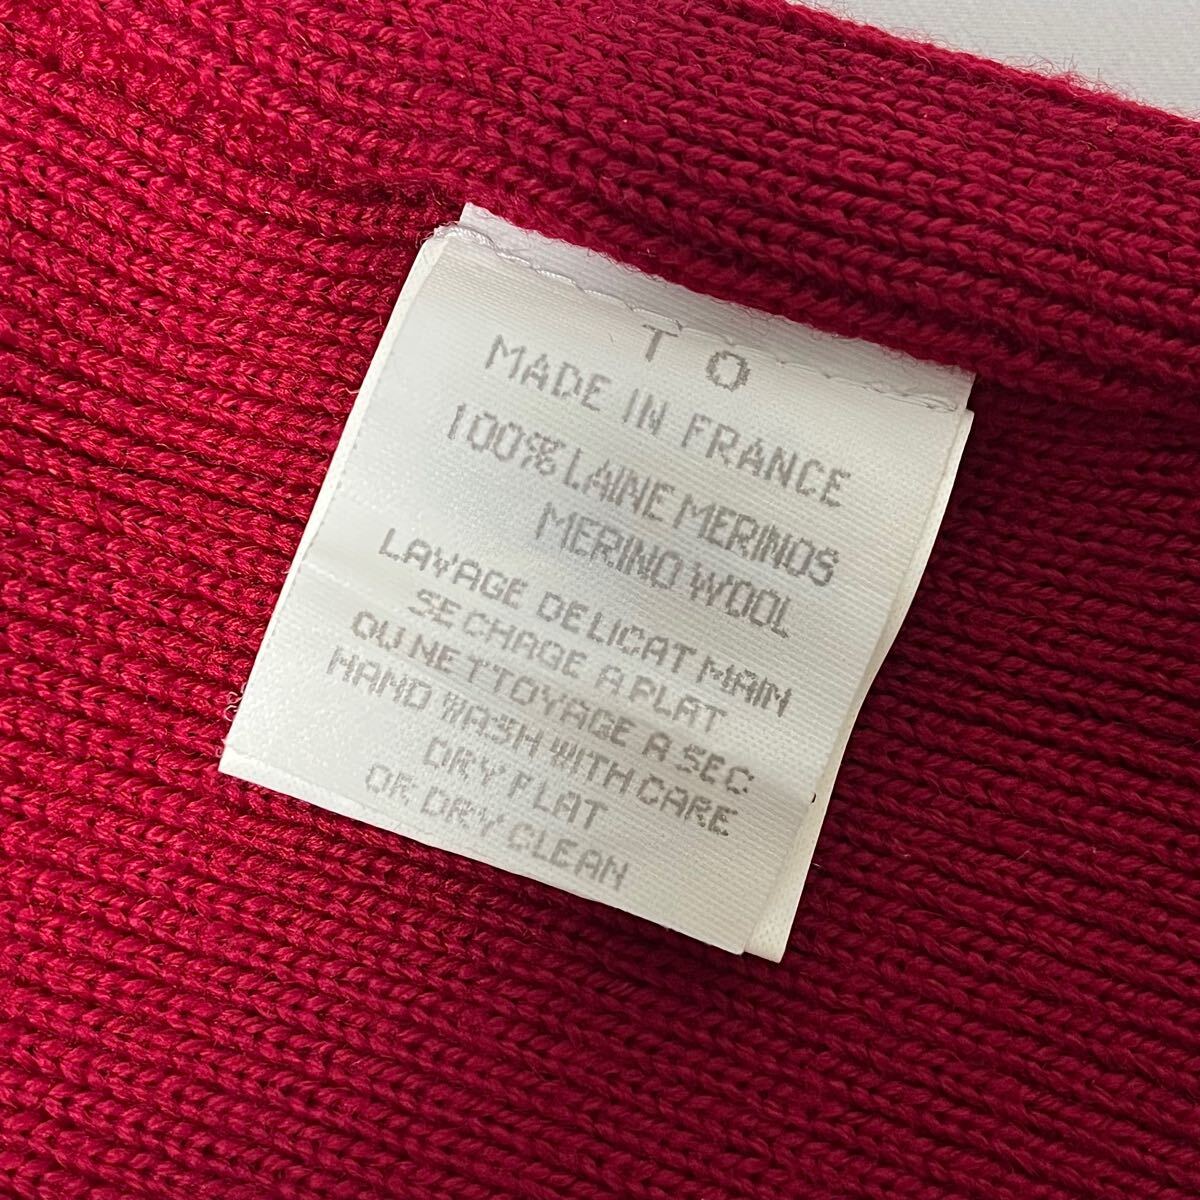 T O
MADE IN FRANCE
100% LAINE MERINOS
MERINO WOOL
LAVAGE DELICAT MAIN
SECHAGE A PLAT
OU NETTOYAGE A SEC
HAND WASH WITH CARE
DRY FLAT
OR DRY CLEAN